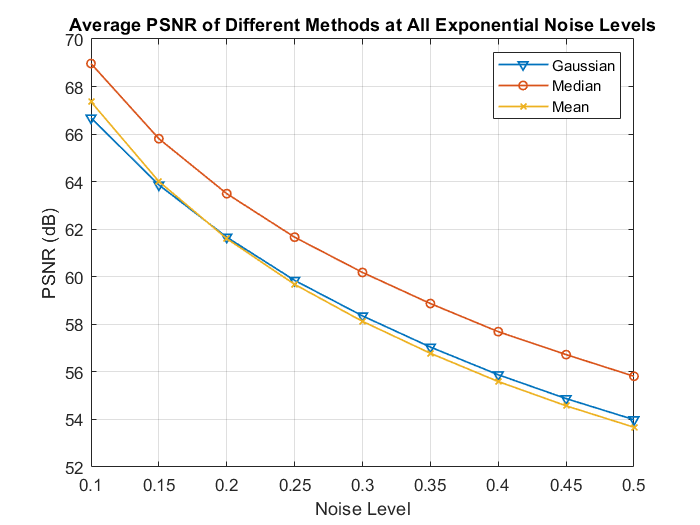 Average PSNR of Different Methods at All Exponential Noise Levels
70
68
66
64
62
60
58
56
54
52
PSNR (dB)
Gaussian
Median
Mean
0.1 0.15 0.2 0.25 0.3 0.35 0.4 0.45 0.5
Noise Level